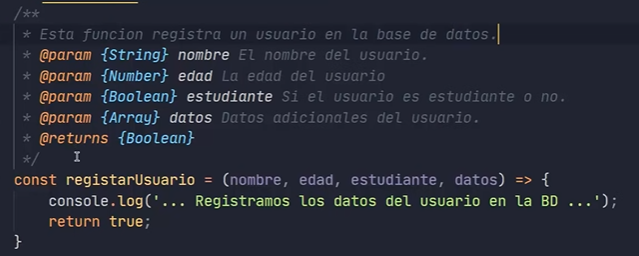 /**
 * Esta funcion registra un usuario en la base de datos.
 * @param {String} nombre El nombre del usuario.
 * @param {Number} edad La edad del usuario
 * @param {Boolean} estudiante Si el usuario es estudiante o no.
 * @param {Array} datos Datos adicionales del usuario.
 * @returns {Boolean}
 */
const registarUsuario = (nombre, edad, estudiante, datos) => {
    console.log('... Registramos los datos del usuario en la BD ...');
    return true;
}